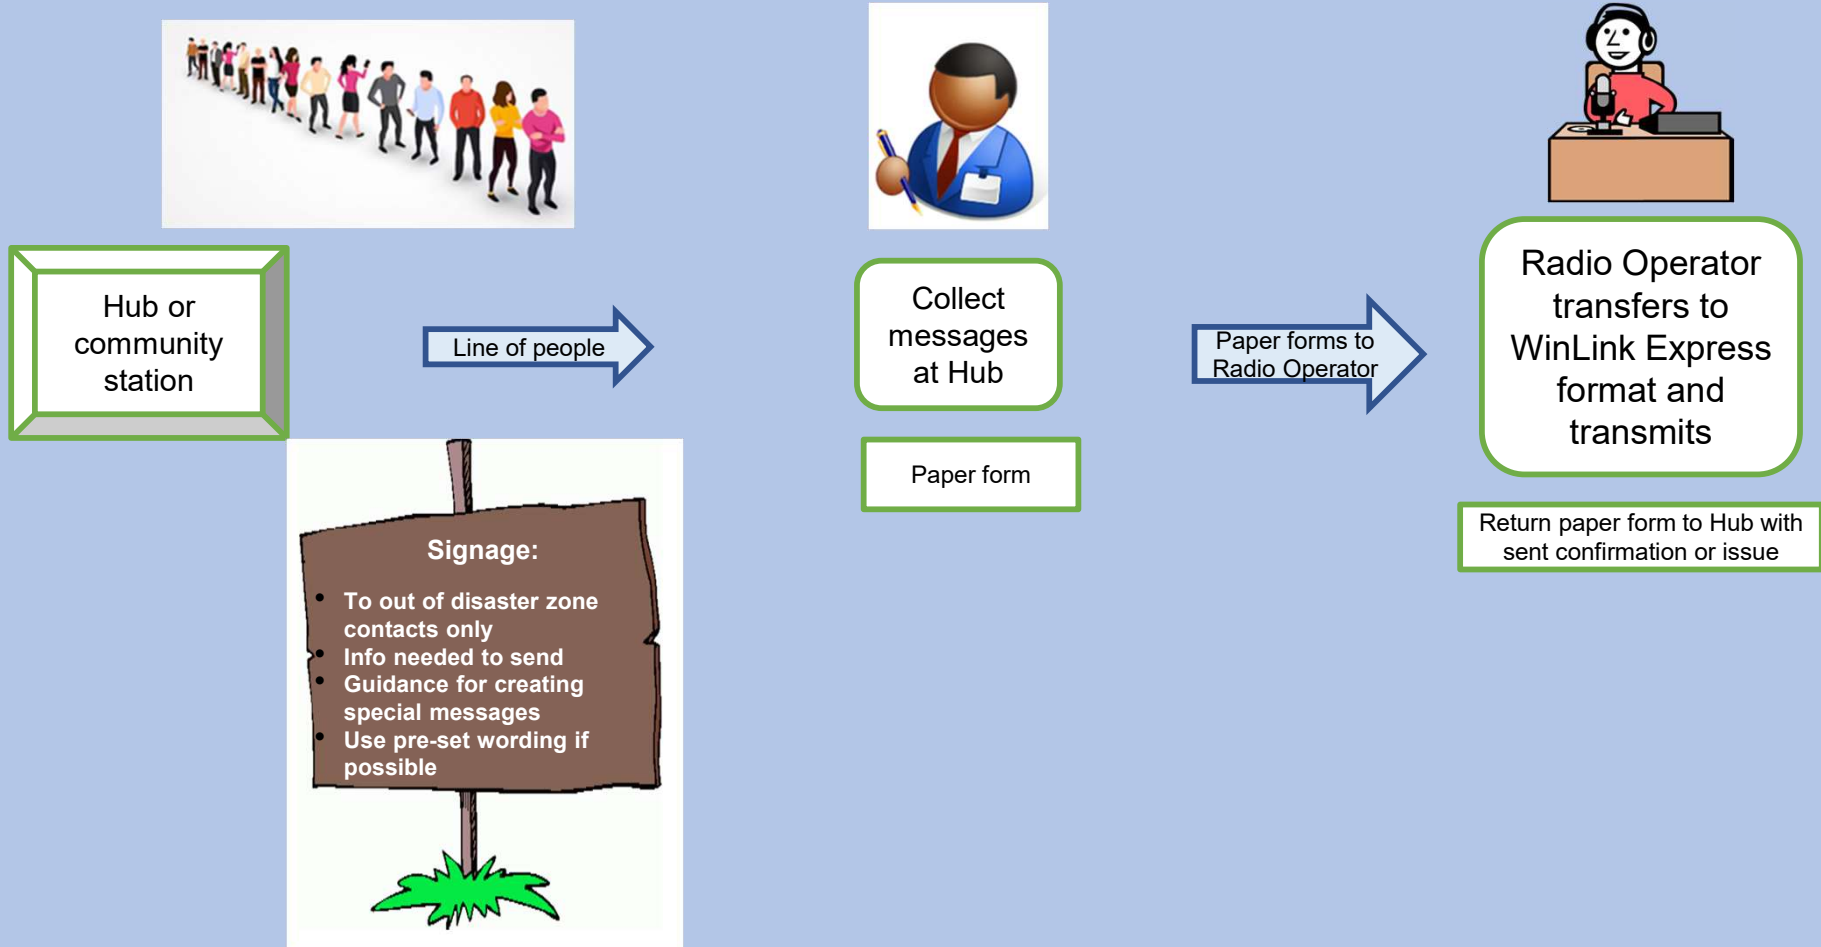 Hub or
community
station
Line of people
Signage:
• To out of disaster zone
contacts only
• Info needed to send
• Guidance for creating
special messages
• Use pre-set wording if
possible
Collect
messages
at Hub
Paper form
Paper forms to
Radio Operator
Radio Operator
transfers to
WinLink Express
format and
transmits
Return paper form to Hub with
sent confirmation or issue